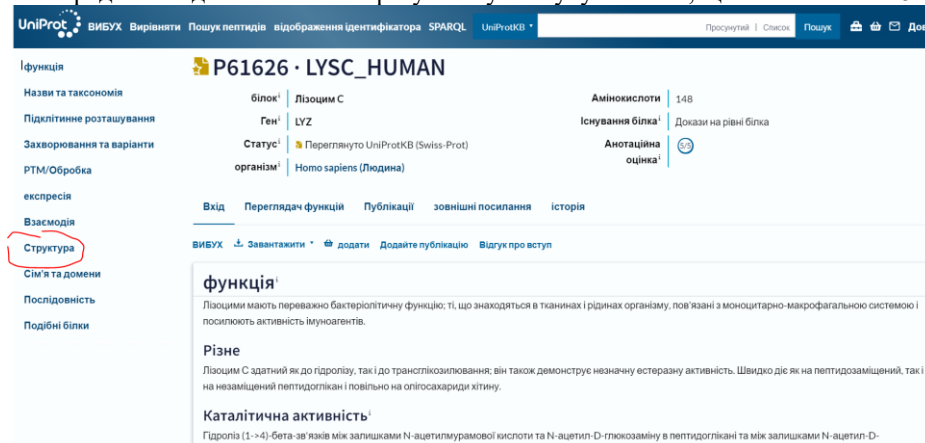 UniProt ВИБУХ Вирівняти Пошук пептидів відображення ідентифікатора SPARQL UniProtKB Просунутий | Список Пошук
функція
Назви та таксономія
Підклітинне розташування
Захворювання та варіанти
РТМ/Обробка
експресія
Взаємодія
Структура
Сім'я та домени
Послідовність
Подібні білки
P61626 · LYSC_HUMAN
білок i Лізоцим С
Ген i LYZ
Статус i Переглянуто UniProtKB (Swiss-Prot)
організм i Homo sapiens (Людина)
Амінокислоти 148
Існування білка i Докази на рівні білка
Анотаційна оцінка i 5/5
Вхід Переглядач функцій Публікації зовнішні посилання історія
ВИБУХ Завантажити додати Додайте публікацію Відгук про вступ
функція i
Лізоцими мають переважно бактеріолітичну функцію; ті, що знаходяться в тканинах і рідинах організму, пов'язані з моноцитарно-макрофагальною системою і
посилюють активність імуноагентів.
Різне
Лізоцим С здатний як до гідролізу, так і до трансглікозилювання; він також демонструє незначну естеразну активність. Швидко діє як на пептидозаміщений, так і
на незаміщений пептидоглікан і повільно на олігосахариди хітину.
Каталітична активність i
Гідроліз (1->4)-бета-зв'язків між залишками N-ацетилмурамової кислоти та N-ацетил-D-глюкозаміну в пептидоглікані та між залишками N-ацетил-D-